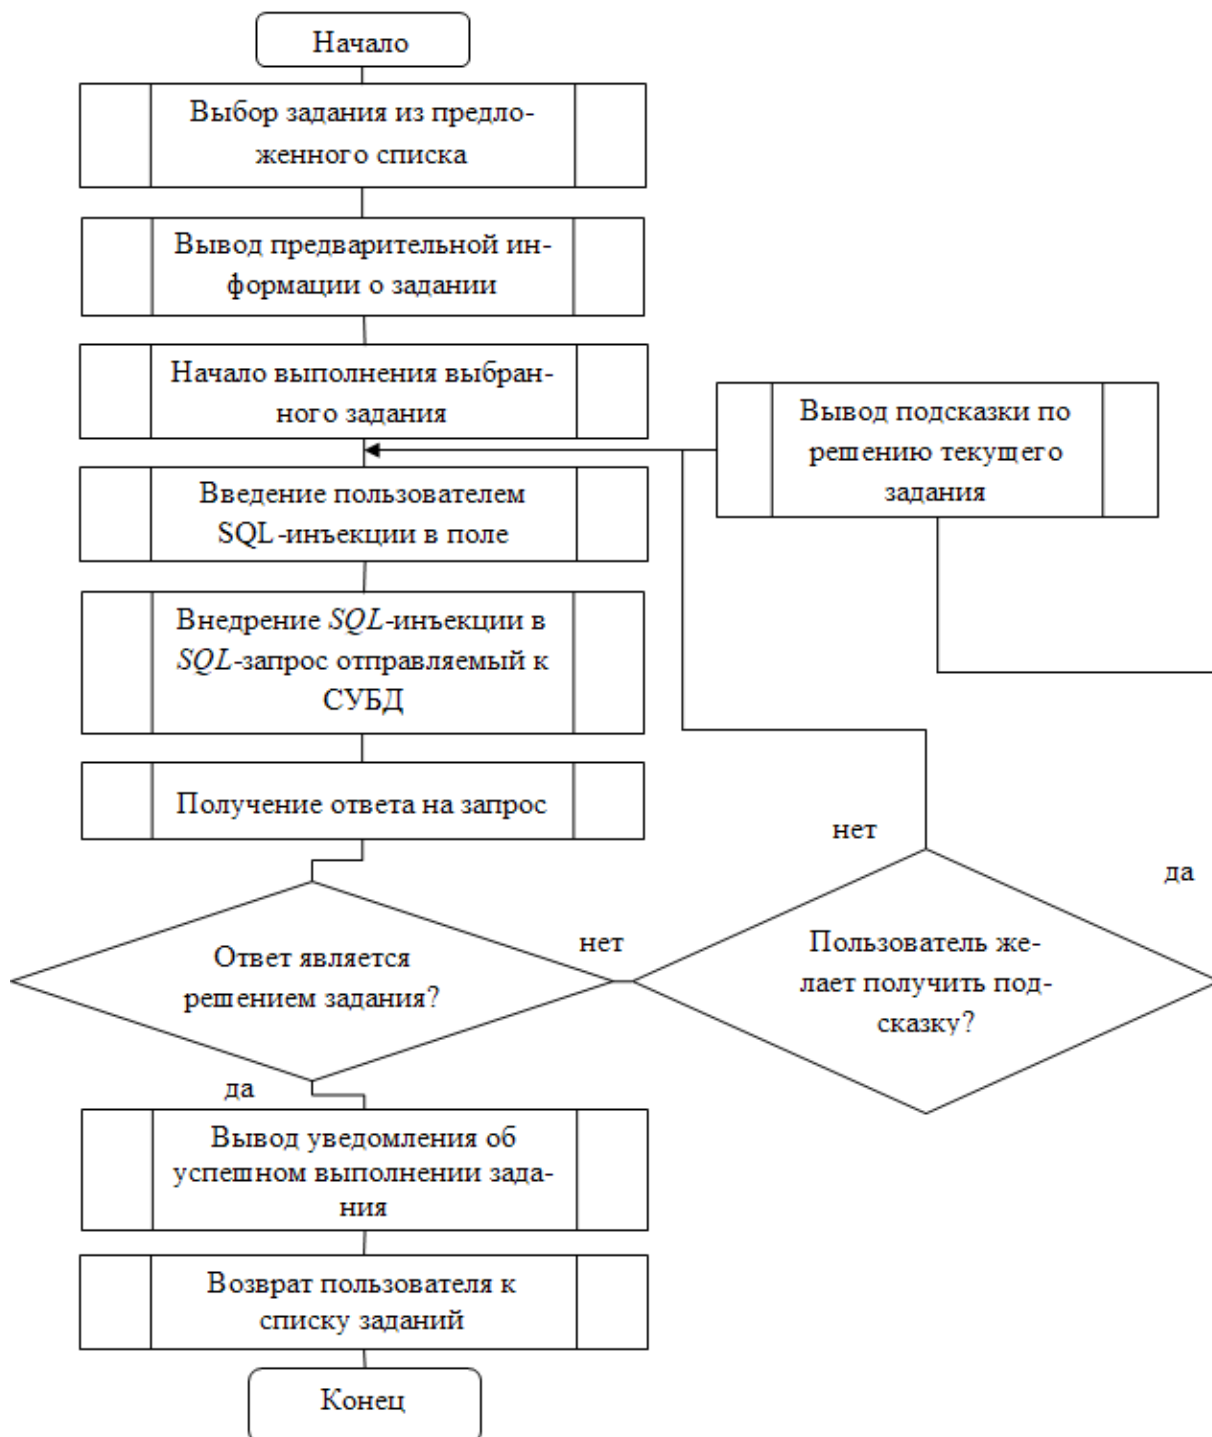 Начало
Выбор задания из предло-
женного списка
Вывод предварительной ин-
формации о задании
Начало выполнения выбран-
ного задания
Вывод подсказки по
решению текущего
задания
Введение пользователем
SQL-инъекции в поле
Внедрение SQL-инъекции в
SQL-запрос отправляемый к
СУБД
Получение ответа на запрос
нет
да
Ответ является
решением задания?
нет
Пользователь же-
лает получить под-
сказку?
да
Вывод уведомления об
успешном выполнении зада-
ния
Возврат пользователя к
списку заданий
Конец